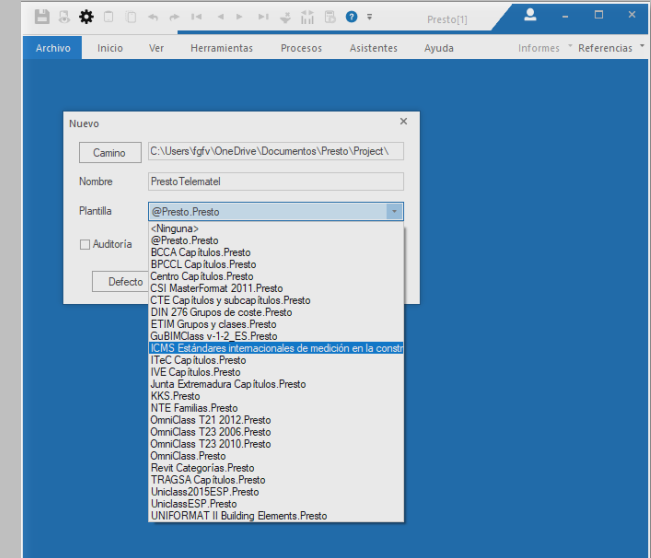 Presto[1]
Archivo Inicio Ver Herramientas Procesos Asistentes Ayuda Informes Referencias
Nuevo
Camino C:\Users\fgfv\OneDrive\Documentos\Presto\Project\
Nombre PrestoTelematel
Plantilla @Presto.Presto
Auditoría
Defecto
<Ninguna>
@Presto.Presto
BCCA Capítulos.Presto
BPCCL Capítulos.Presto
Centro Capítulos.Presto
CSI MasterFormat 2011.Presto
CTE Capítulos y subcapítulos.Presto
DIN 276 Grupos de coste.Presto
ETIM Grupos y clases.Presto
GuBIMClass v-1-2_ES.Presto
ICMS Estándares internacionales de medición en la constr
ITeC Capítulos.Presto
IVE Capítulos.Presto
Junta Extremadura Capítulos.Presto
KKS.Presto
NTE Familias.Presto
OmniClass T21 2012.Presto
OmniClass T23 2006.Presto
OmniClass T23 2010.Presto
OmniClass.Presto
Revit Categorías.Presto
TRAGSA Capítulos.Presto
Uniclass2015ESP.Presto
UniclassESP.Presto
UNIFORMAT II Building Elements.Presto